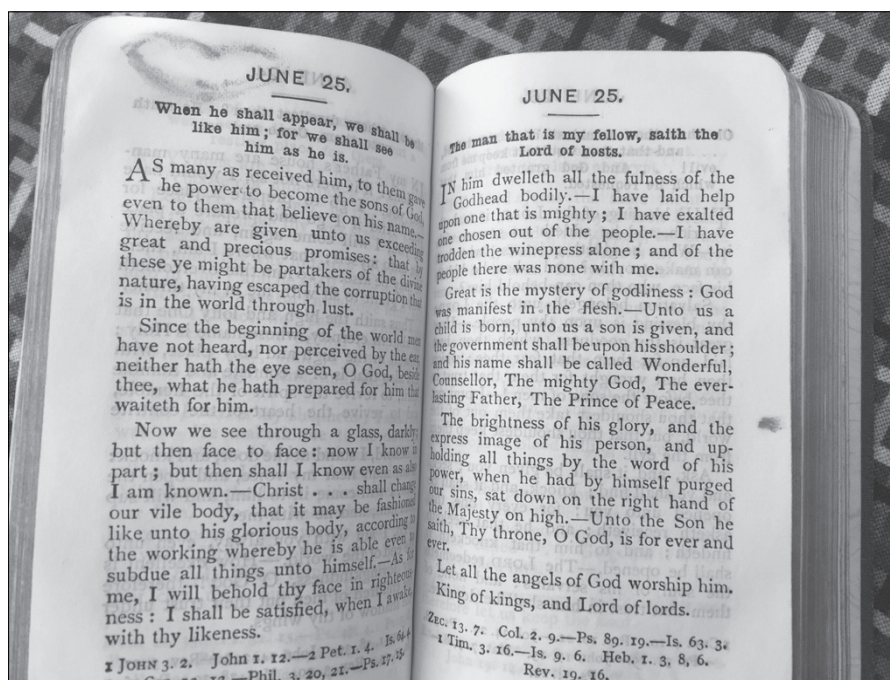 JUNE 25.
When he shall appear, we shall be
like him; for we shall see
him as he is.
AS many as received him, to them gave
he power to become the sons of God,
even to them that believe on his name.—
Whereby are given unto us exceeding
great and precious promises: that by
these ye might be partakers of the divine
nature, having escaped the corruption that
is in the world through lust.
Since the beginning of the world men
have not heard, nor perceived by the ear,
neither hath the eye seen, O God, beside
thee, what he hath prepared for him that
waiteth for him.
Now we see through a glass, darkly;
but then face to face: now I know in
part; but then shall I know even as also
I am known.—Christ . . . shall change
our vile body, that it may be fashioned
like unto his glorious body, according to
the working whereby he is able even to
subdue all things unto himself.—As for
me, I will behold thy face in righteous-
ness: I shall be satisfied, when I awake,
with thy likeness.
1 JOHN 3. 2. John 1. 12.—2 Pet. 1. 4. Is. 64. 4.
12.—Phil. 3. 20, 21.—Ps. 17. 15.
JUNE 25.
The man that is my fellow, saith the
Lord of hosts.
IN him dwelleth all the fulness of the
Godhead bodily.—I have laid help
upon one that is mighty; I have exalted
one chosen out of the people.—I have
trodden the winepress alone; and of the
people there was none with me.
Great is the mystery of godliness: God
was manifest in the flesh.—Unto us a
child is born, unto us a son is given, and
the government shall be upon his shoulder;
and his name shall be called Wonderful,
Counsellor, The mighty God, The ever-
lasting Father, The Prince of Peace.
The brightness of his glory, and the
express image of his person, and up-
holding all things by the word of his
power, when he had by himself purged
our sins, sat down on the right hand of
the Majesty on high.—Unto the Son he
saith, Thy throne, O God, is for ever and
ever.
Let all the angels of God worship him.
King of kings, and Lord of lords.
ZEC. 13. 7. Col. 2. 9.—Ps. 89. 19.—Is. 63. 3.
1 Tim. 3. 16.—Is. 9. 6. Heb. 1. 3, 8, 6.
Rev. 19. 16.